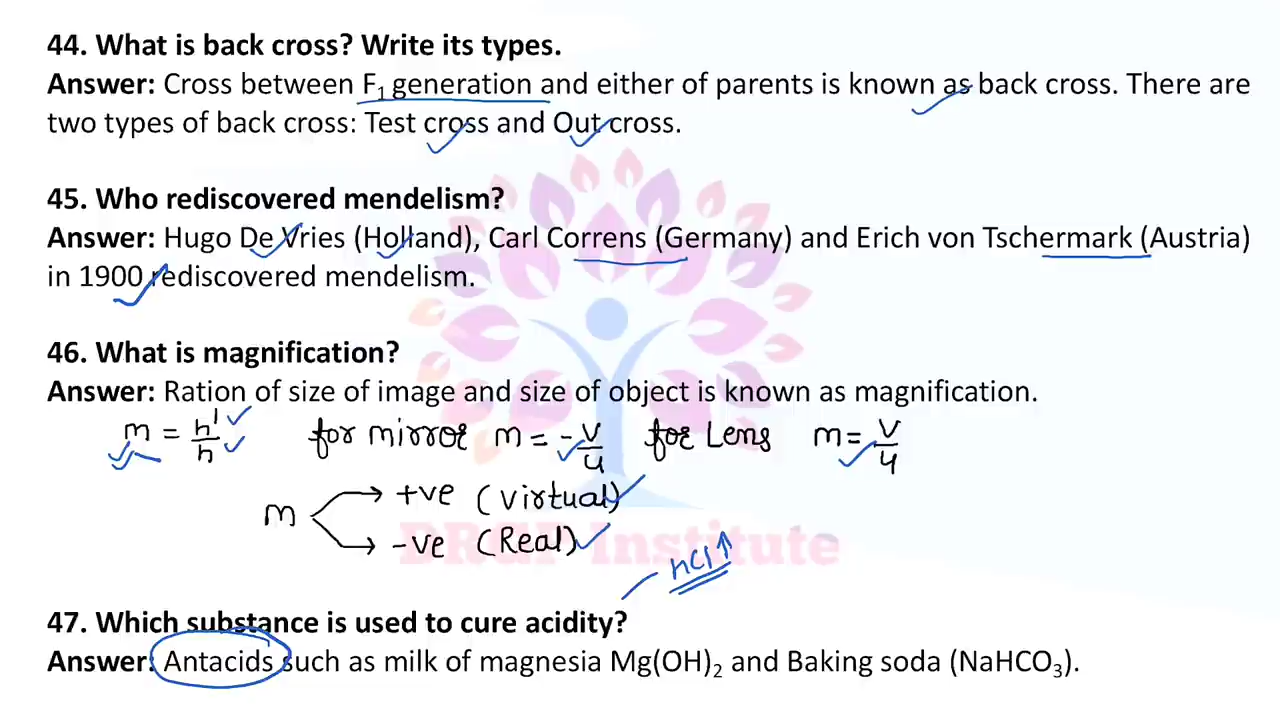 44. What is back cross? Write its types.
Answer: Cross between F₁ generation and either of parents is known as back cross. There are
two types of back cross: Test cross and Out cross.
45. Who rediscovered mendelism?
Answer: Hugo De Vries (Holland), Carl Correns (Germany) and Erich von Tschermark (Austria)
in 1900 rediscovered mendelism.
46. What is magnification?
Answer: Ration of size of image and size of object is known as magnification.
m = h'/h for mirror m = -v/u for Lens m = v/u
m → +ve (virtual)
→ -ve (Real)
DRGP Institute
HCl ↑
47. Which substance is used to cure acidity?
Answer: Antacids such as milk of magnesia Mg(OH)₂ and Baking soda (NaHCO₃).